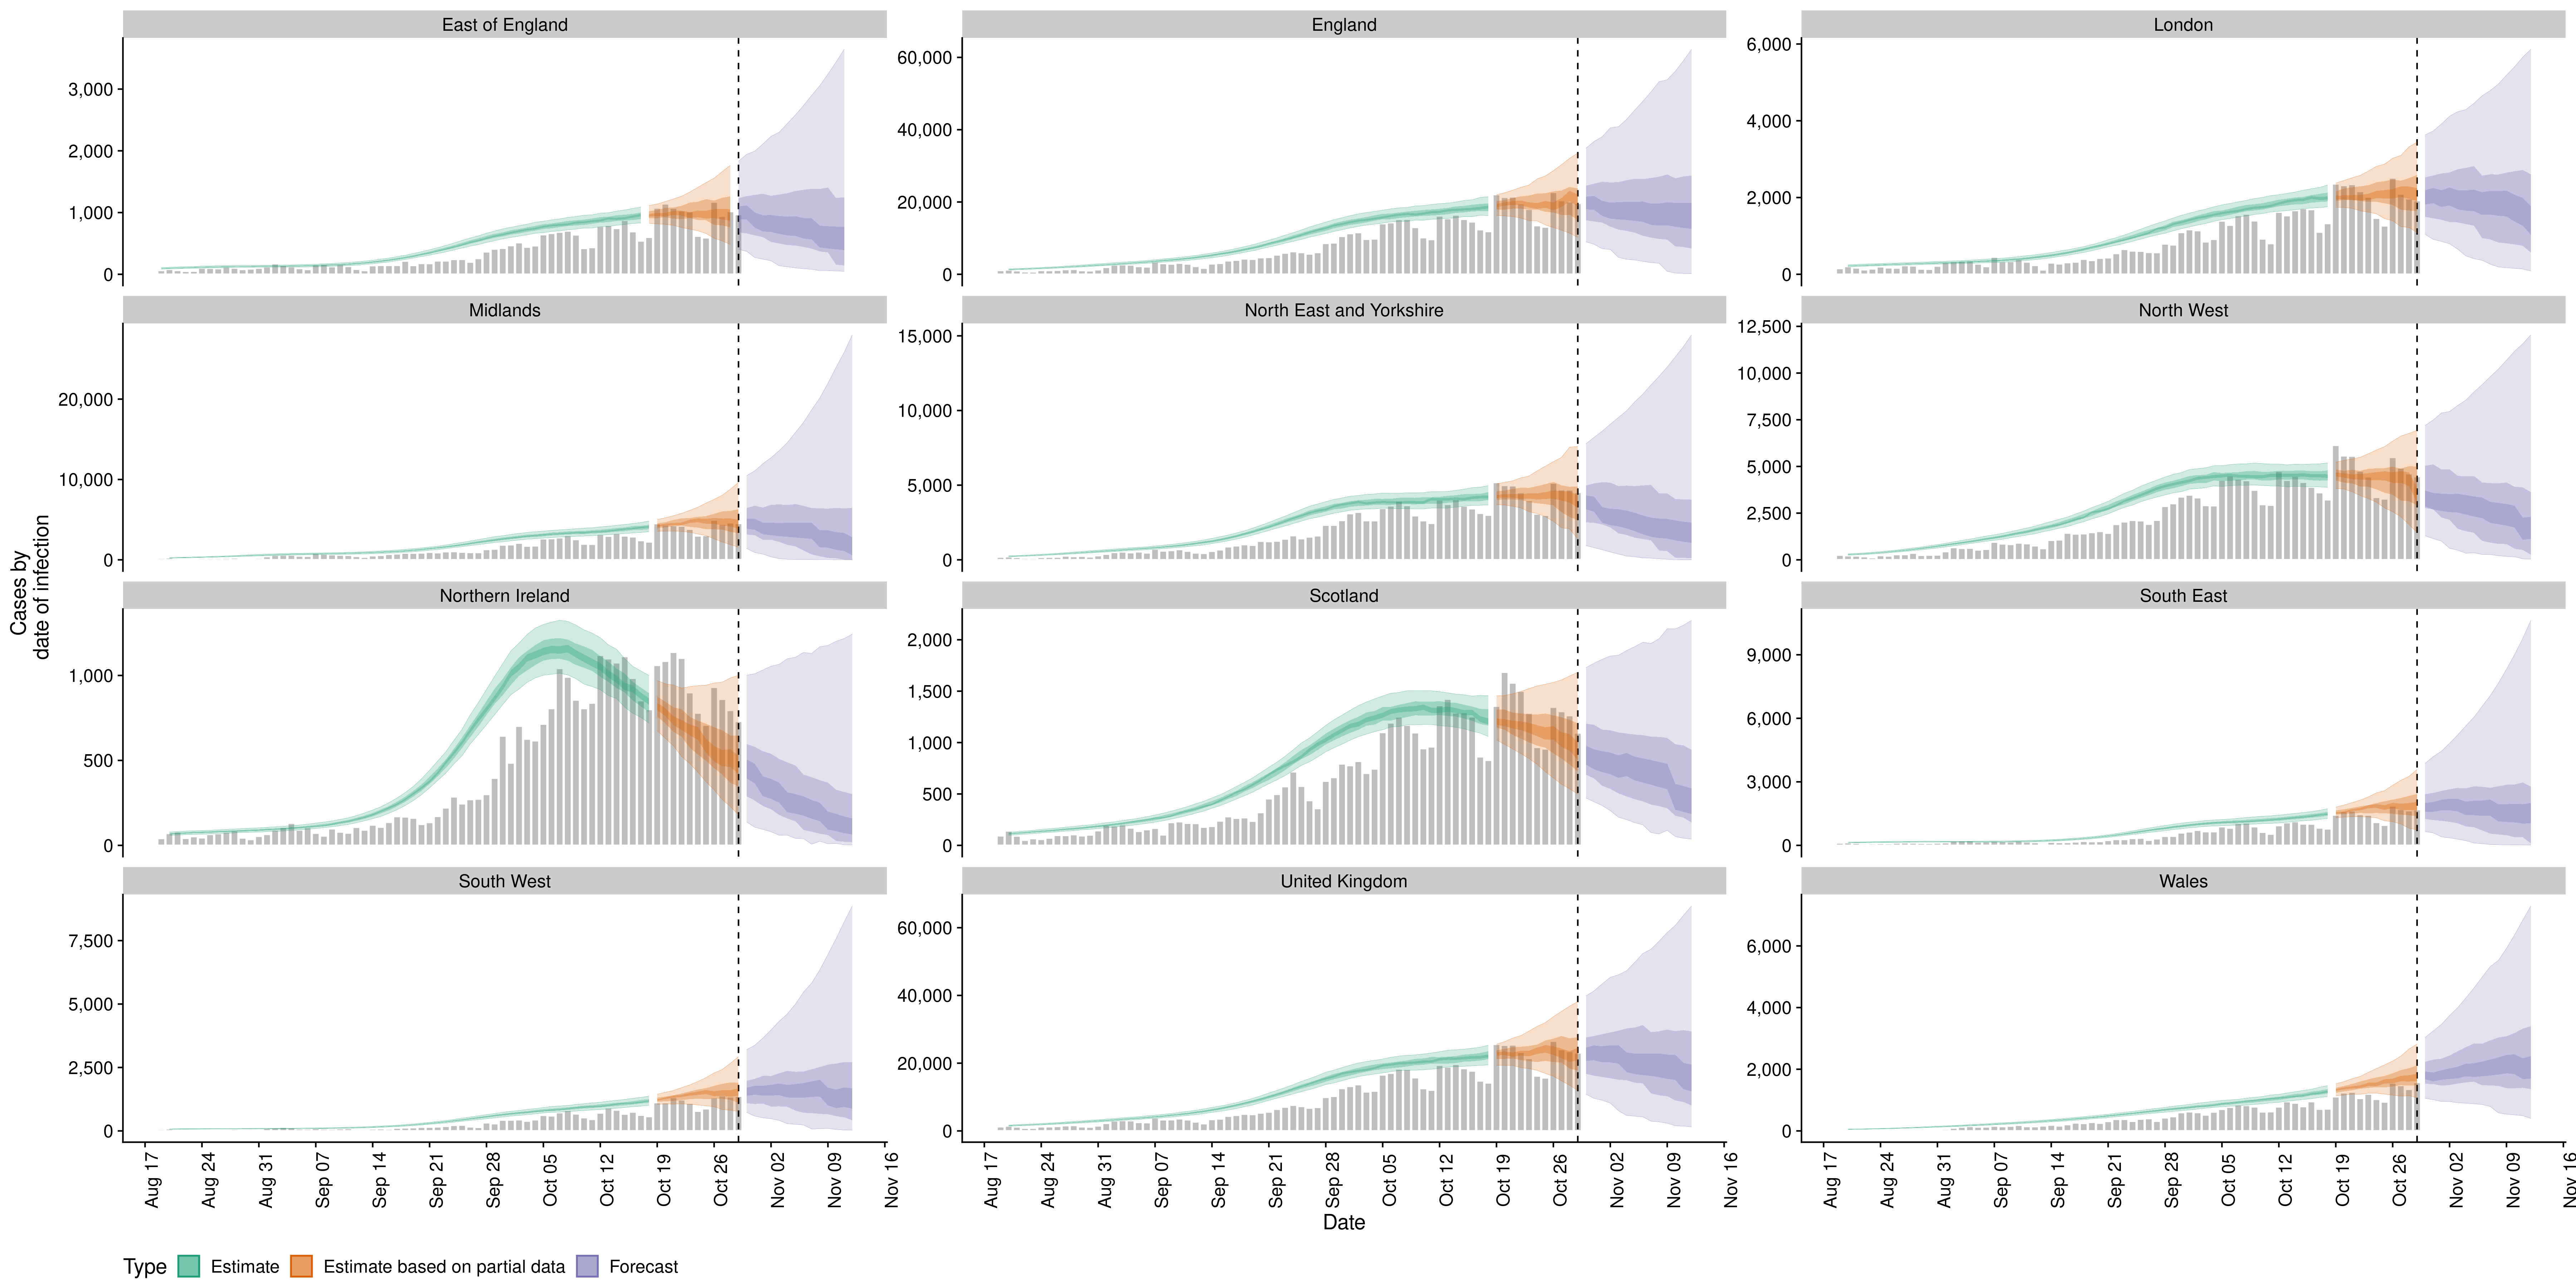 East of England
England
London
3,000
2,000
1,000
0
60,000
40,000
20,000
0
6,000
4,000
2,000
0
Midlands
North East and Yorkshire
North West
20,000
10,000
0
15,000
10,000
5,000
0
12,500
10,000
7,500
5,000
2,500
0
Cases by
date of infection
Northern Ireland
Scotland
South East
1,000
500
0
2,000
1,500
1,000
500
0
9,000
6,000
3,000
0
South West
United Kingdom
Wales
7,500
5,000
2,500
0
60,000
40,000
20,000
0
6,000
4,000
2,000
0
Aug 17
Aug 24
Aug 31
Sep 07
Sep 14
Sep 21
Sep 28
Oct 05
Oct 12
Oct 19
Oct 26
Nov 02
Nov 09
Nov 16
Aug 17
Aug 24
Aug 31
Sep 07
Sep 14
Sep 21
Sep 28
Oct 05
Oct 12
Oct 19
Oct 26
Nov 02
Nov 09
Nov 16
Aug 17
Aug 24
Aug 31
Sep 07
Sep 14
Sep 21
Sep 28
Oct 05
Oct 12
Oct 19
Oct 26
Nov 02
Nov 09
Nov 16
Date
Type Estimate Estimate based on partial data Forecast